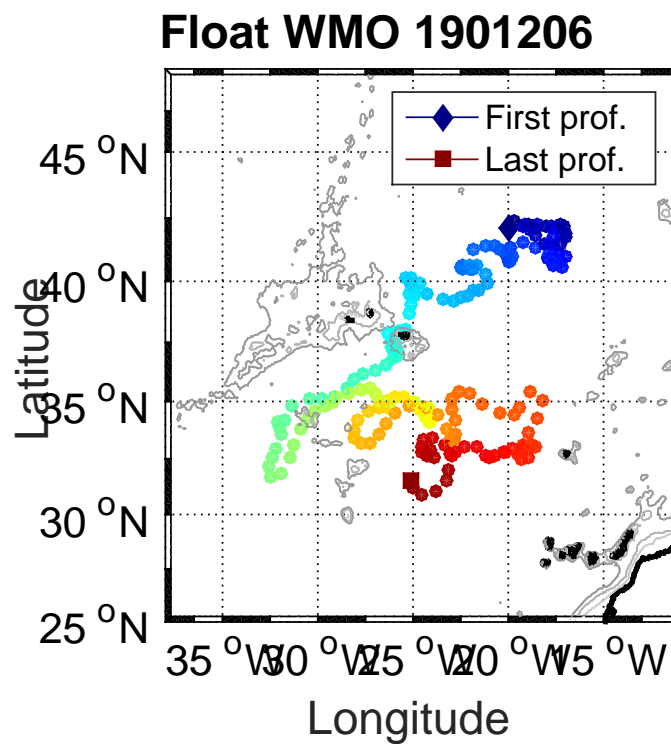 Float WMO 1901206
First prof.
Last prof.
45 °N
40 °N
35 °N
30 °N
25 °N
Latitude
35 °W
30 °W
25 °W
20 °W
15 °W
Longitude